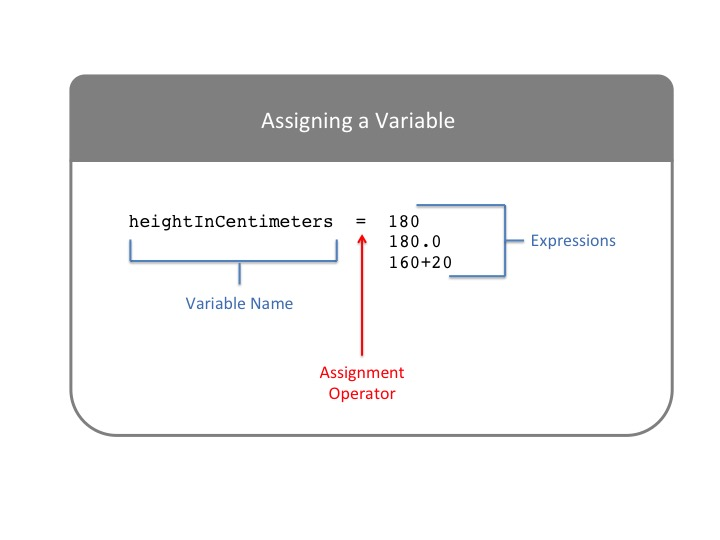 Assigning a Variable
heightInCentimeters = 180
180.0
160+20
Expressions
Variable Name
Assignment
Operator